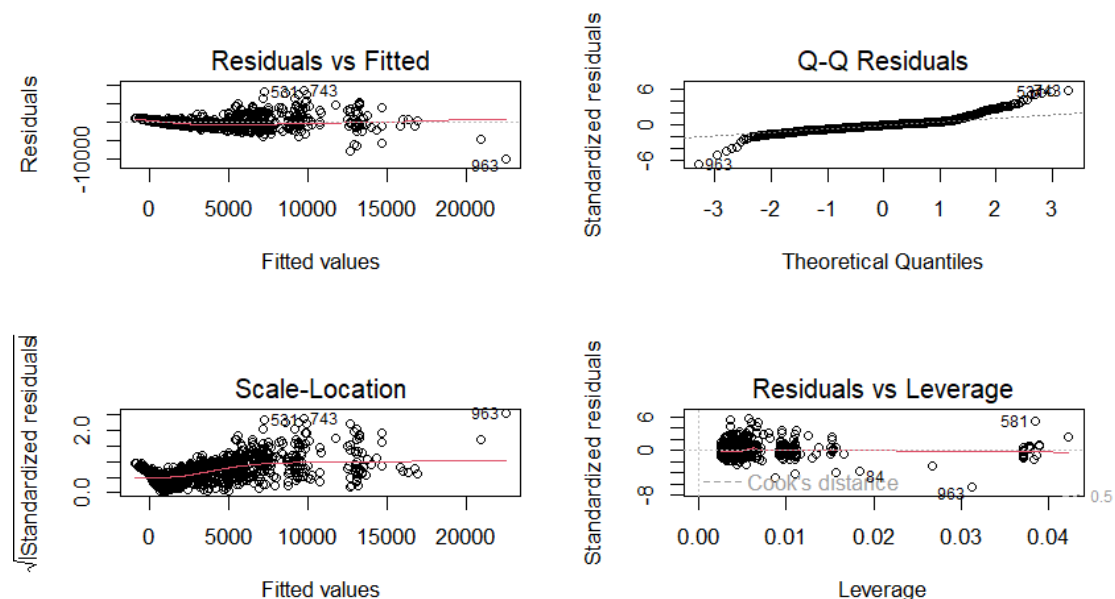 Residuals vs Fitted
Residuals
-10000
531
743
963
0 5000 10000 15000 20000
Fitted values
Q-Q Residuals
Standardized residuals
-6 0 6
743
963
-3 -2 -1 0 1 2 3
Theoretical Quantiles
Scale-Location
√|Standardized residuals
0.0 2.0
531
743
963
0 5000 10000 15000 20000
Fitted values
Residuals vs Leverage
Standardized residuals
-8 0 6
581
84
963
Cook's distance
0.5
0.00 0.01 0.02 0.03 0.04
Leverage